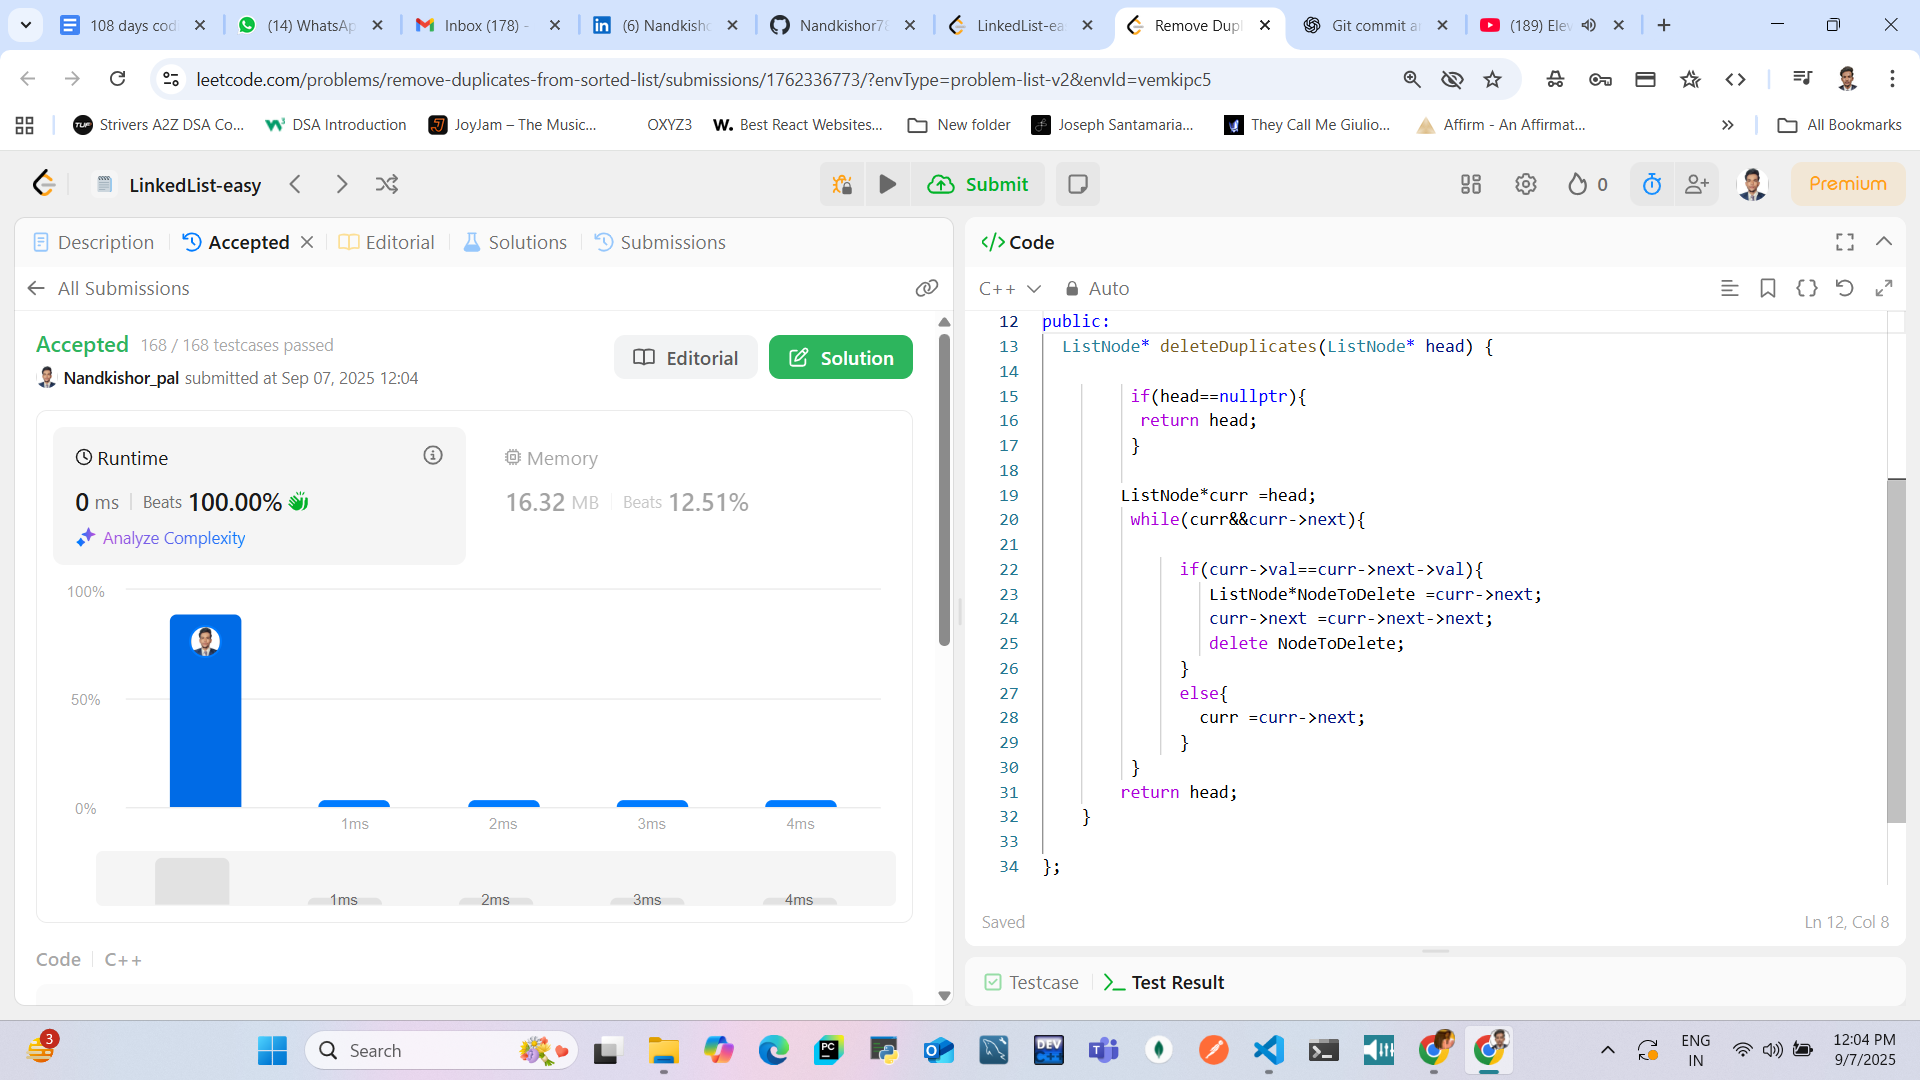 108 days cod
(14) WhatsAp
Inbox (178) -
(6) Nandkisho
Nandkishor78
LinkedList-ea
Remove Dupl
Git commit a
(189) Elev
leetcode.com/problems/remove-duplicates-from-sorted-list/submissions/1762336773/?envType=problem-list-v2&envId=vemkipc5
Strivers A2Z DSA Co...
DSA Introduction
JoyJam – The Music...
OXYZ3
Best React Websites...
New folder
Joseph Santamaria...
They Call Me Giulio...
Affirm - An Affirmat...
All Bookmarks
LinkedList-easy
Submit
0
Premium
Description
Accepted
Editorial
Solutions
Submissions
All Submissions
Accepted 168 / 168 testcases passed
Nandkishor_pal submitted at Sep 07, 2025 12:04
Editorial
Solution
Runtime
0 ms Beats 100.00%
Analyze Complexity
Memory
16.32 MB Beats 12.51%
100%
50%
0%
1ms 2ms 3ms 4ms
1ms 2ms 3ms 4ms
Code C++
Code
C++ Auto
12 public:
13 ListNode* deleteDuplicates(ListNode* head) {
14
15 if(head==nullptr){
16 return head;
17 }
18
19 ListNode*curr =head;
20 while(curr&&curr->next){
21
22 if(curr->val==curr->next->val){
23 ListNode*NodeToDelete =curr->next;
24 curr->next =curr->next->next;
25 delete NodeToDelete;
26 }
27 else{
28 curr =curr->next;
29 }
30 }
31 return head;
32 }
33
34 };
Saved
Ln 12, Col 8
Testcase
Test Result
3
Search
ENG
IN
12:04 PM
9/7/2025